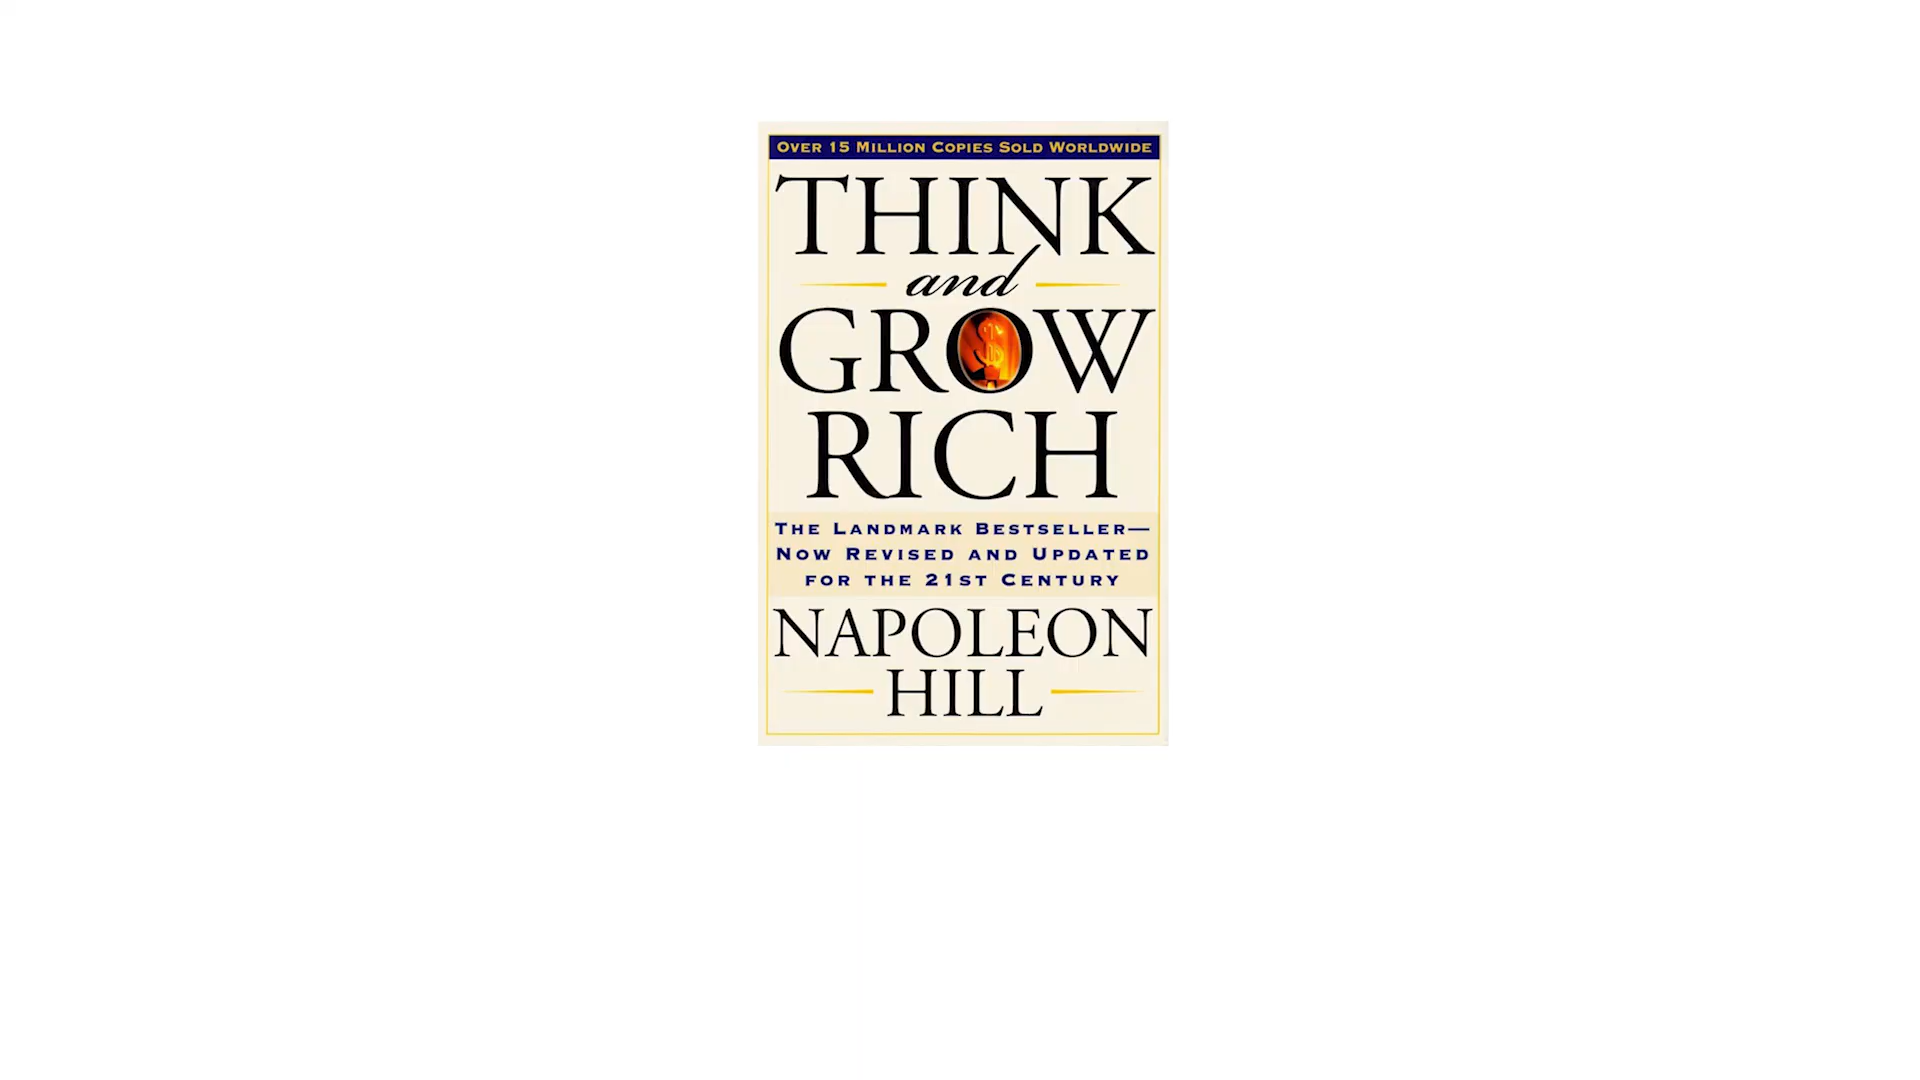 OVER 15 MILLION COPIES SOLD WORLDWIDE
THINK
and
GROW
RICH
THE LANDMARK BESTSELLER—
NOW REVISED AND UPDATED
FOR THE 21ST CENTURY
NAPOLEON
HILL